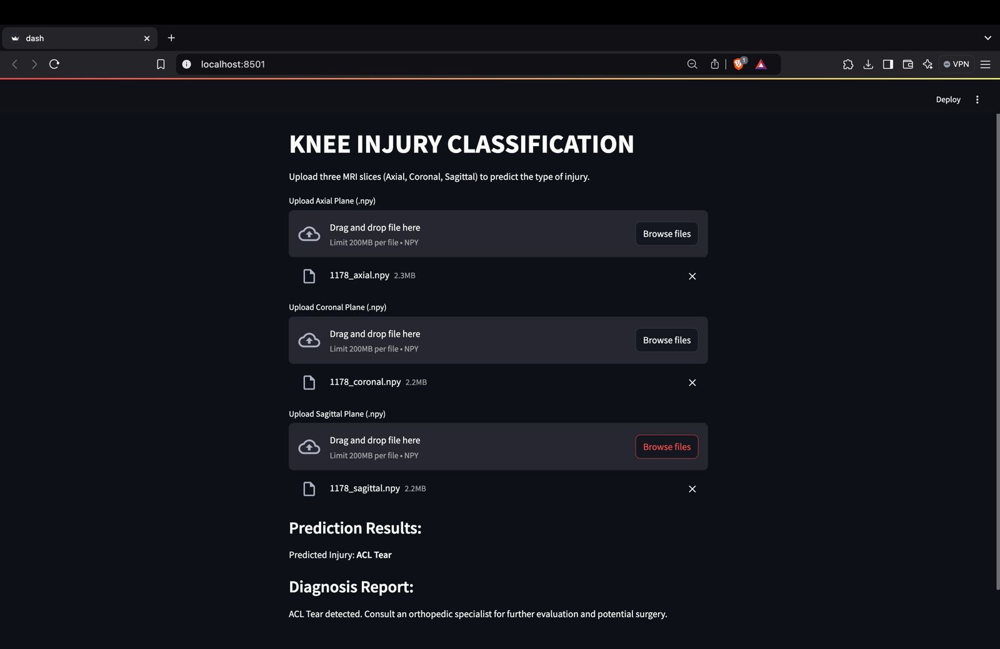 dash
localhost:8501
1
VPN
Deploy
KNEE INJURY CLASSIFICATION
Upload three MRI slices (Axial, Coronal, Sagittal) to predict the type of injury.
Upload Axial Plane (.npy)
Drag and drop file here
Limit 200MB per file • NPY
Browse files
1178_axial.npy 2.3MB
Upload Coronal Plane (.npy)
Drag and drop file here
Limit 200MB per file • NPY
Browse files
1178_coronal.npy 2.2MB
Upload Sagittal Plane (.npy)
Drag and drop file here
Limit 200MB per file • NPY
Browse files
1178_sagittal.npy 2.2MB
Prediction Results:
Predicted Injury: ACL Tear
Diagnosis Report:
ACL Tear detected. Consult an orthopedic specialist for further evaluation and potential surgery.